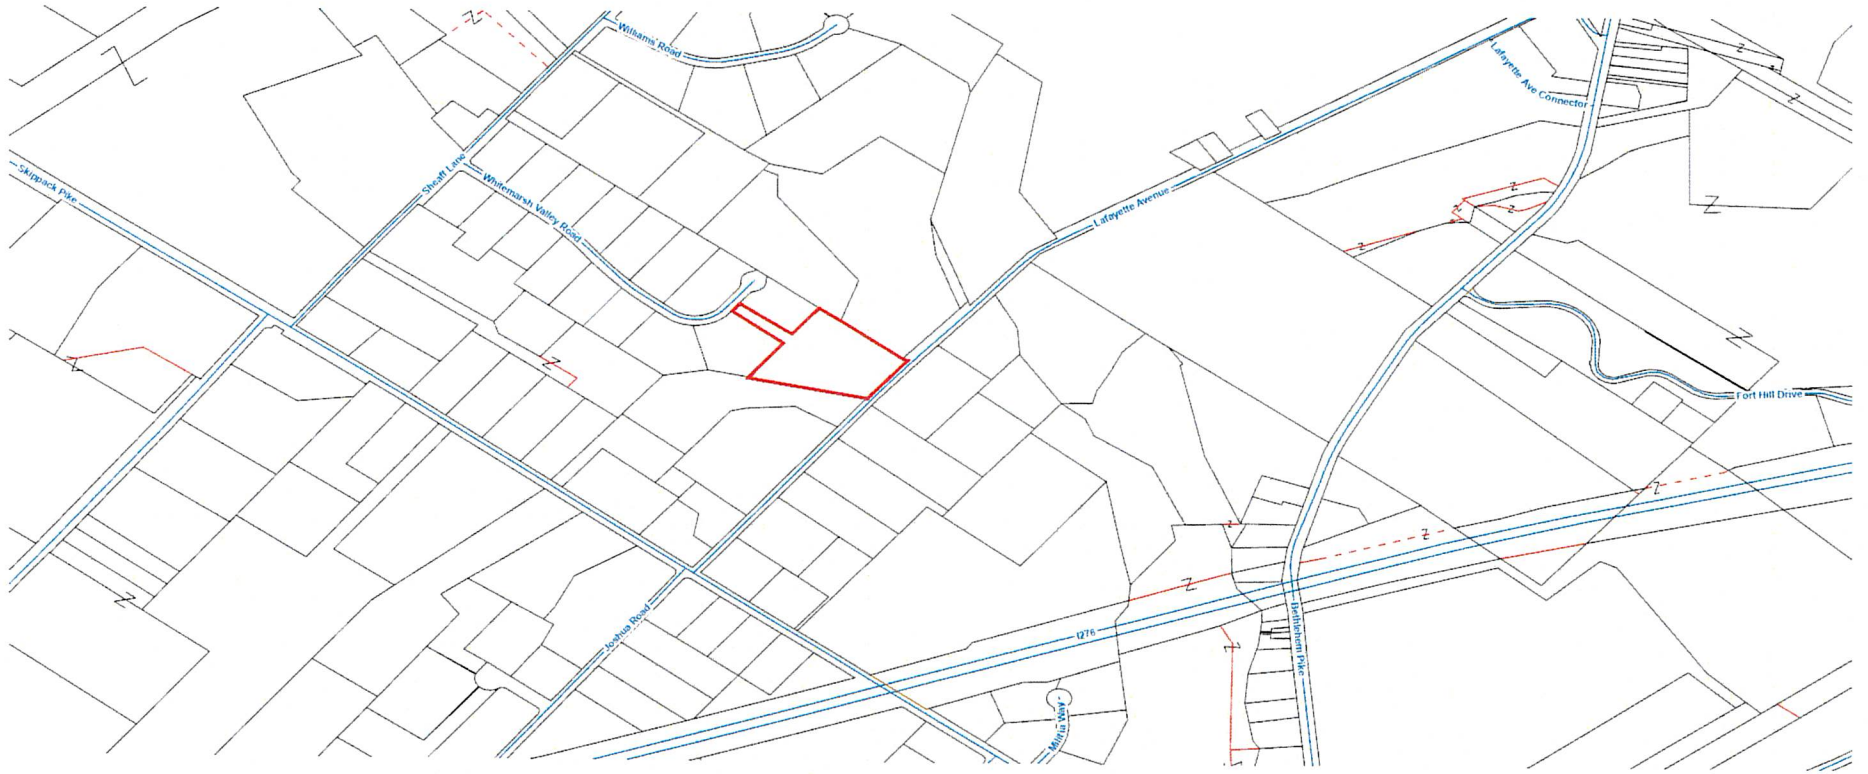 Williams Road
Lafayette Ave Connector
Skippack Pike
Sheaff Lane
Whitemarsh Valley Road
Lafayette Avenue
Fort Hill Drive
Joshua Road
I276
Bethlehem Pike
Militia Way